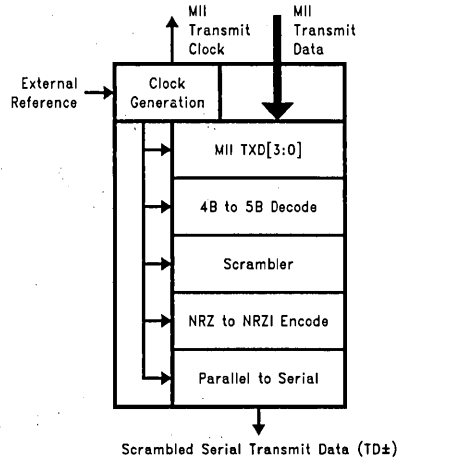 MII
Transmit
Clock
MII
Transmit
Data
External
Reference
Clock
Generation
MII TXD[3:0]
4B to 5B Decode
Scrambler
NRZ to NRZI Encode
Parallel to Serial
Scrambled Serial Transmit Data (TD±)